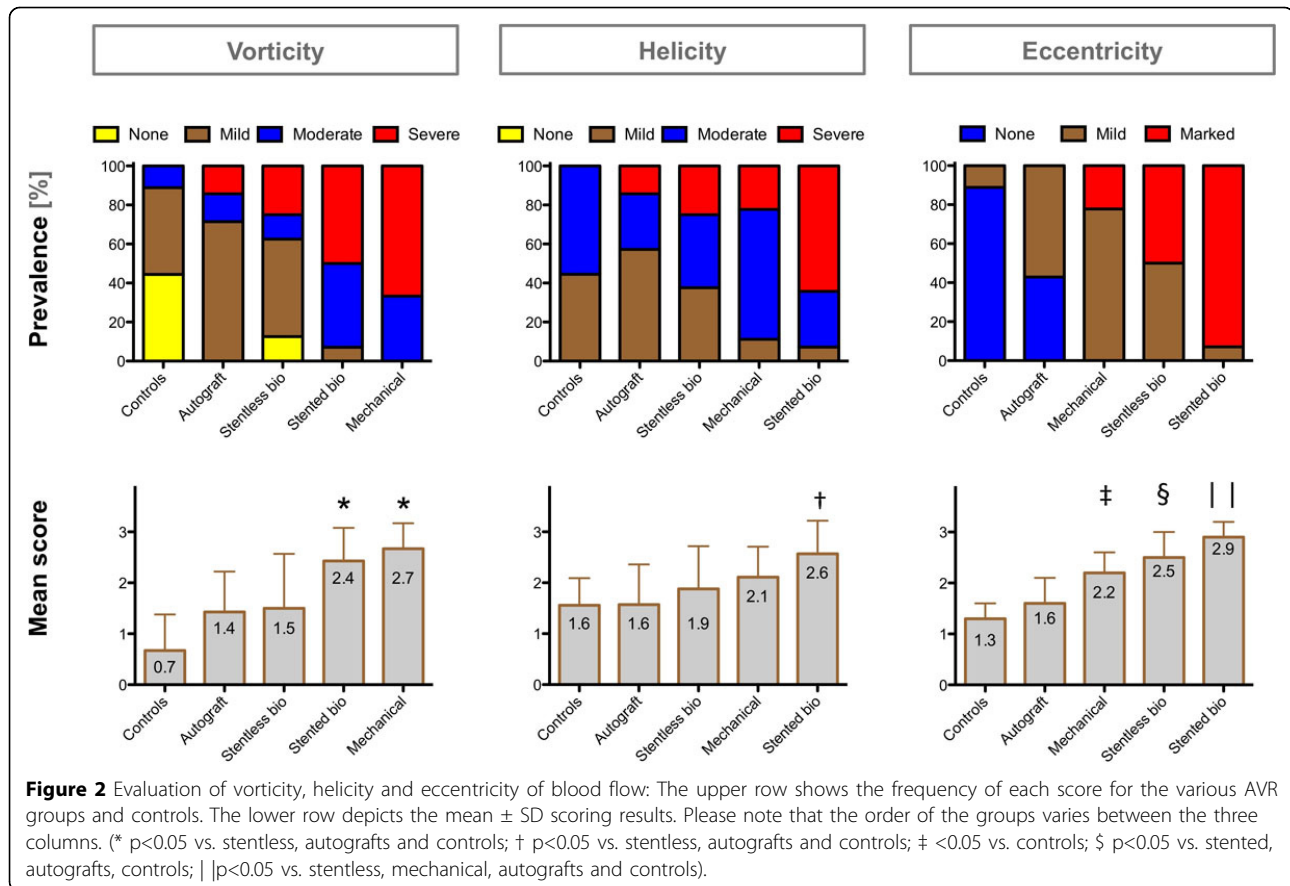 Vorticity Helicity Eccentricity
None Mild Moderate Severe None Mild Moderate Severe None Mild Marked
Prevalence [%]
100
80
60
40
20
0
Controls Autograft Stentless bio Stented bio Mechanical
100
80
60
40
20
0
Controls Autograft Stentless bio Mechanical Stented bio
100
80
60
40
20
0
Controls Autograft Mechanical Stentless bio Stented bio
Mean score
3
2
1
0
* *
0.7 1.4 1.5 2.4 2.7
Controls Autograft Stentless bio Stented bio Mechanical
3
2
1
0
†
1.6 1.6 1.9 2.1 2.6
Controls Autograft Stentless bio Mechanical Stented bio
3
2
1
0
‡ § | |
1.3 1.6 2.2 2.5 2.9
Controls Autograft Mechanical Stentless bio Stented bio
Figure 2 Evaluation of vorticity, helicity and eccentricity of blood flow: The upper row shows the frequency of each score for the various AVR
groups and controls. The lower row depicts the mean ± SD scoring results. Please note that the order of the groups varies between the three
columns. (* p<0.05 vs. stentless, autografts and controls; † p<0.05 vs. stentless, autografts and controls; ‡ <0.05 vs. controls; $ p<0.05 vs. stented,
autografts, controls; | |p<0.05 vs. stentless, mechanical, autografts and controls).